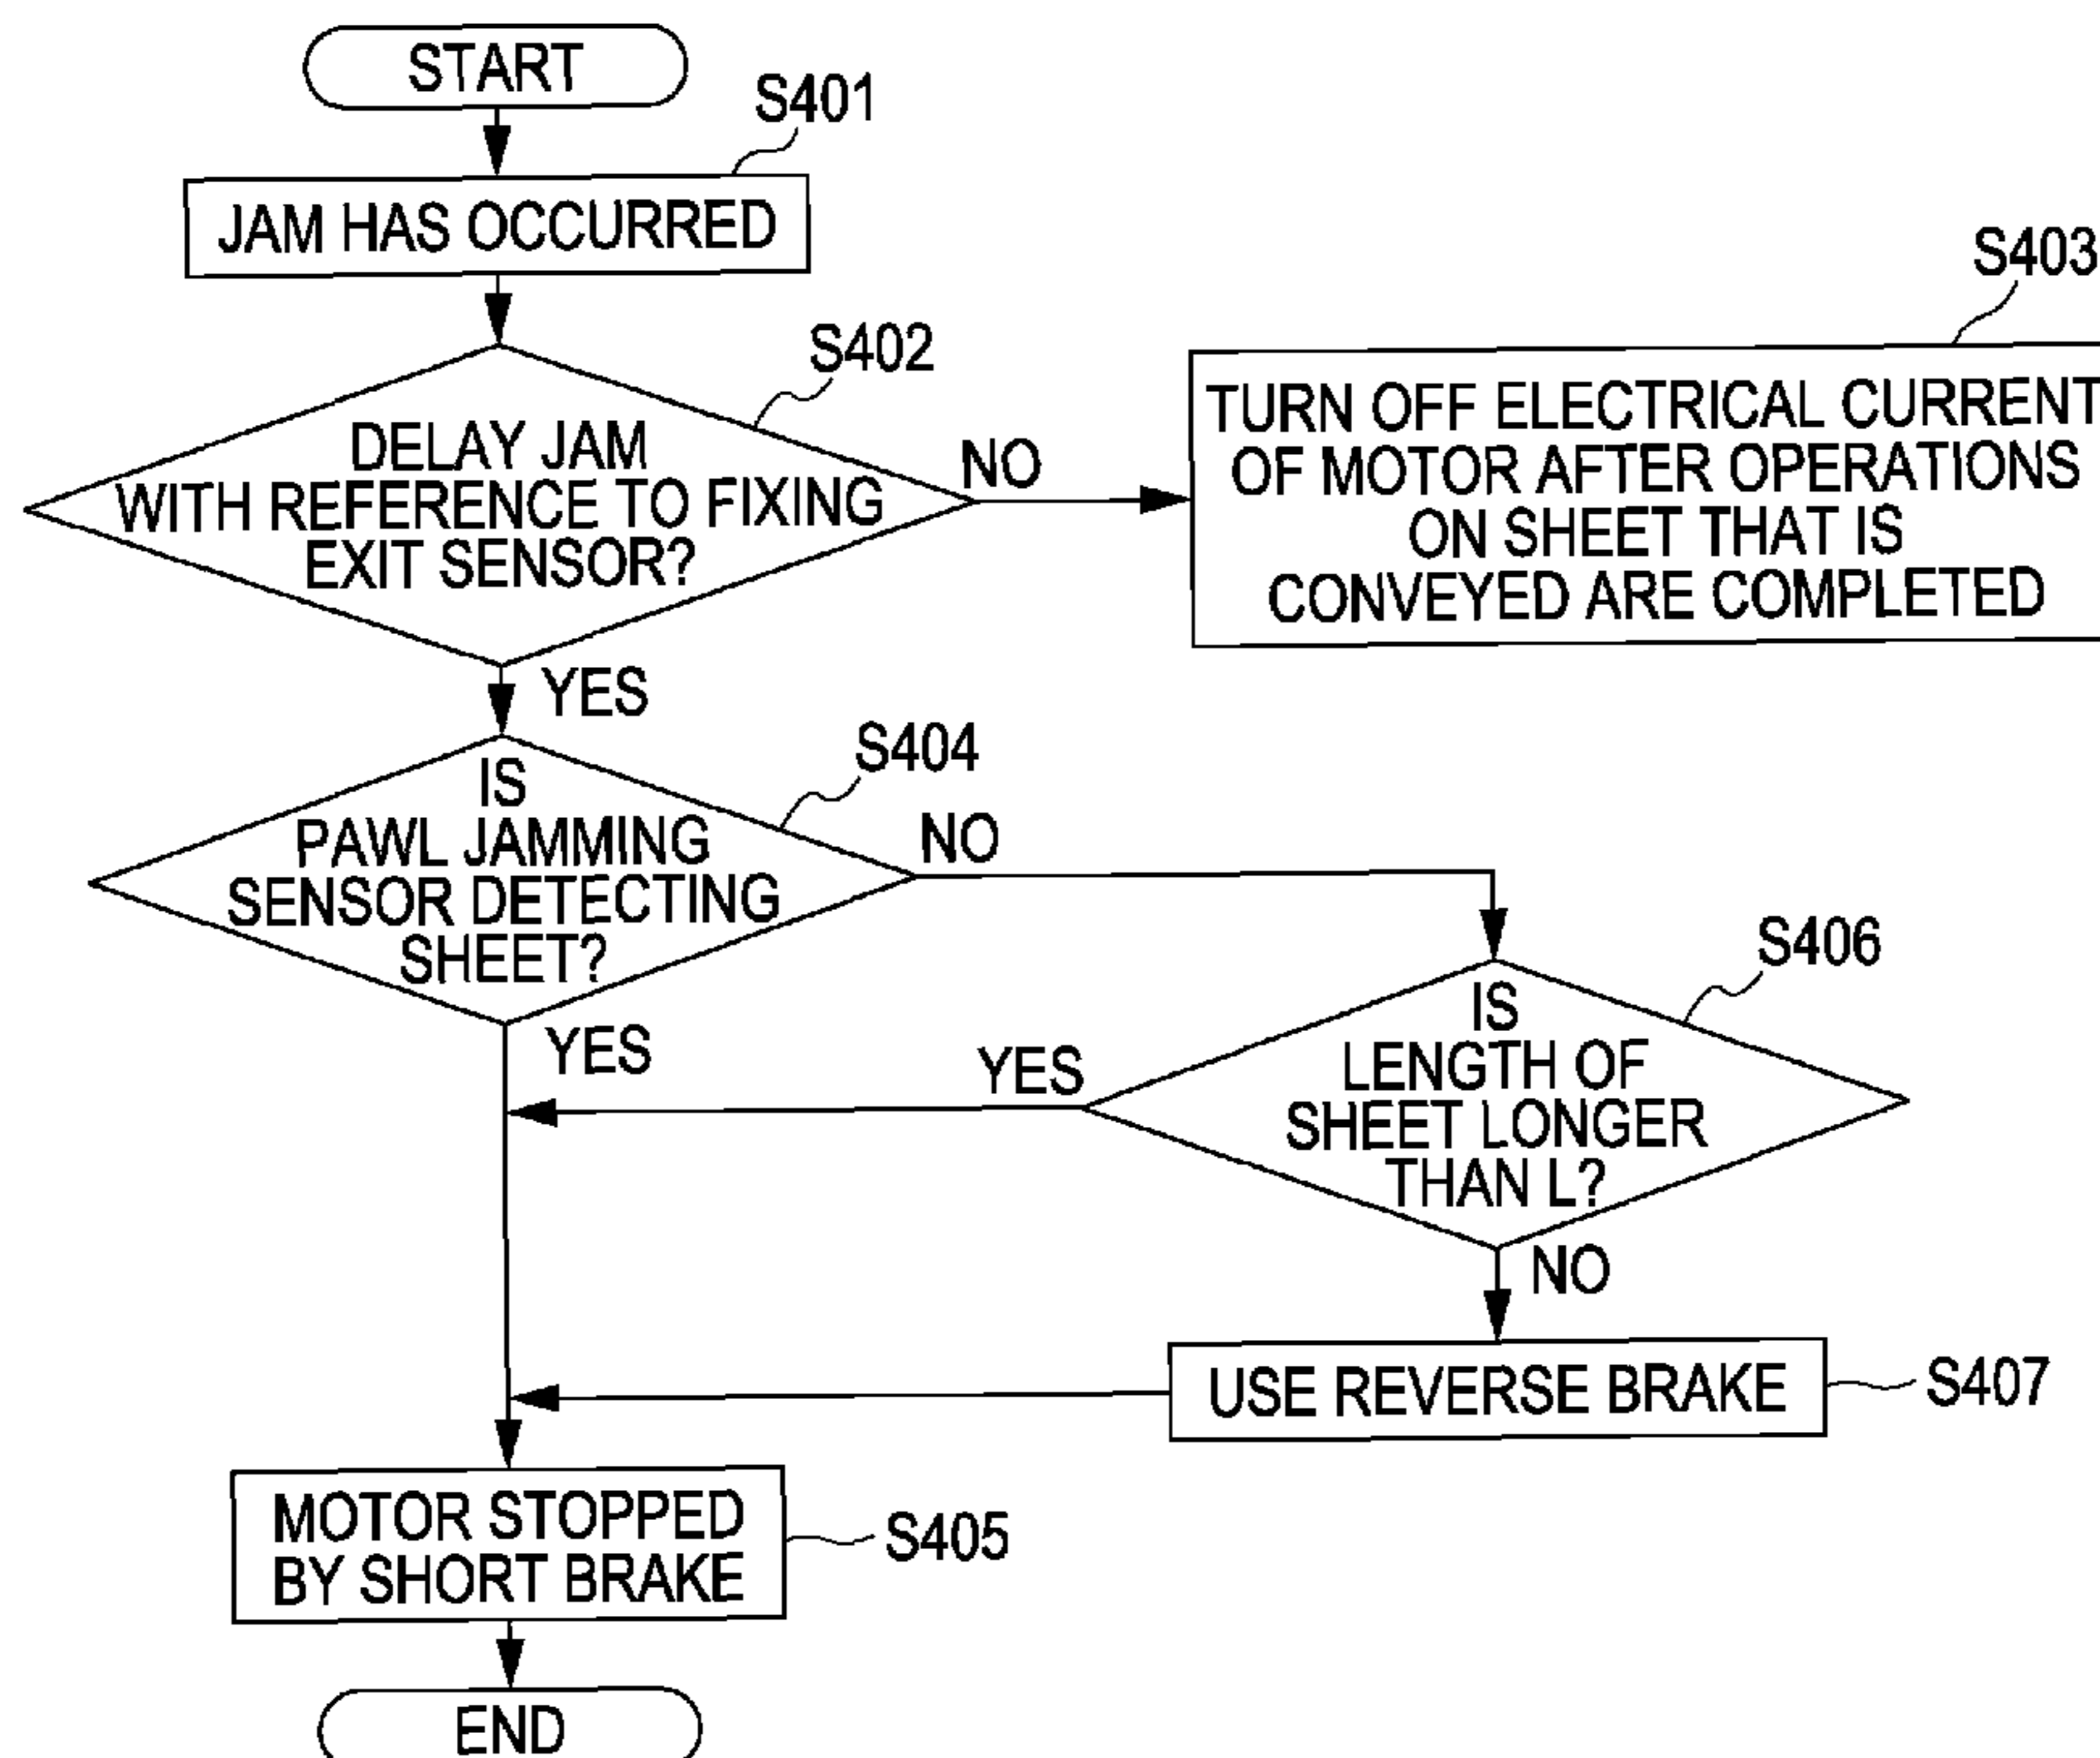 START
S401
JAM HAS OCCURRED
S402
DELAY JAM
WITH REFERENCE TO FIXING
EXIT SENSOR?
NO
S403
TURN OFF ELECTRICAL CURRENT
OF MOTOR AFTER OPERATIONS
ON SHEET THAT IS
CONVEYED ARE COMPLETED
YES
S404
IS
PAWL JAMMING
SENSOR DETECTING
SHEET?
NO
YES
S406
IS
LENGTH OF
SHEET LONGER
THAN L?
YES
NO
USE REVERSE BRAKE
S407
MOTOR STOPPED
BY SHORT BRAKE
S405
END